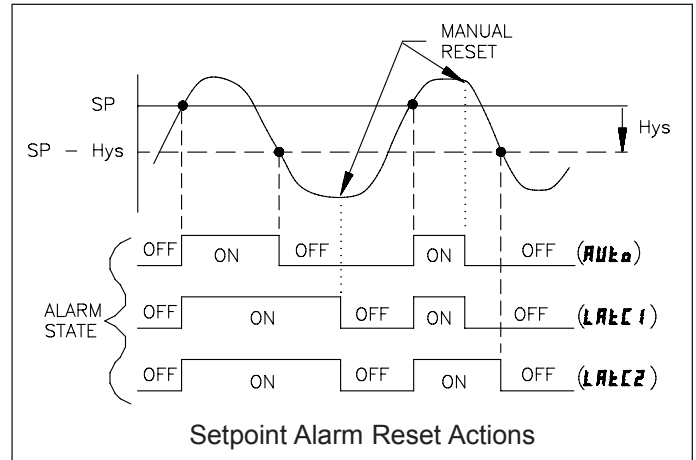 MANUAL
RESET
SP
Hys
SP - Hys
OFF ON OFF ON OFF (AUto)
ALARM
STATE
OFF ON OFF ON OFF (LAtC1)
OFF ON OFF ON OFF (LAtC2)
Setpoint Alarm Reset Actions